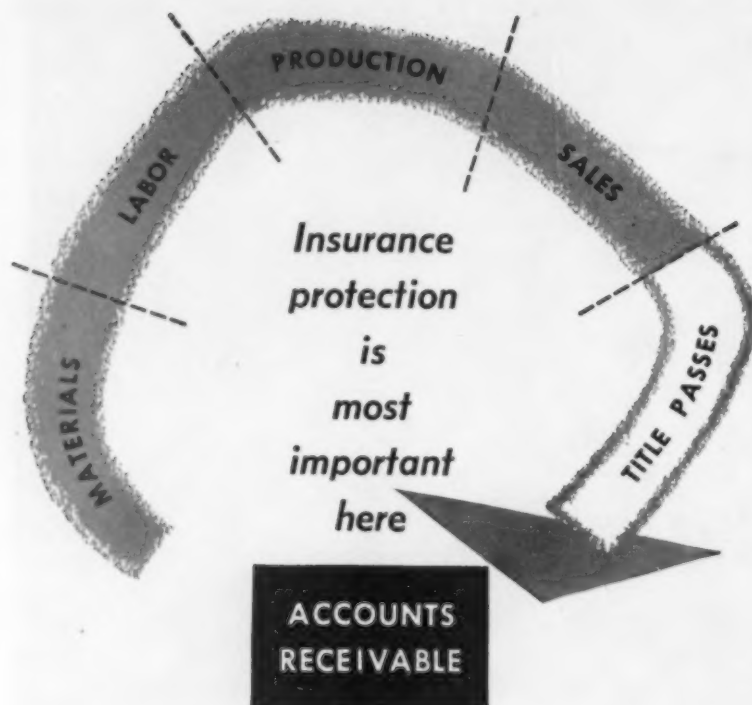 MATERIALS
LABOR
PRODUCTION
SALES
TITLE PASSES
Insurance
protection
is
most
important
here
ACCOUNTS
RECEIVABLE